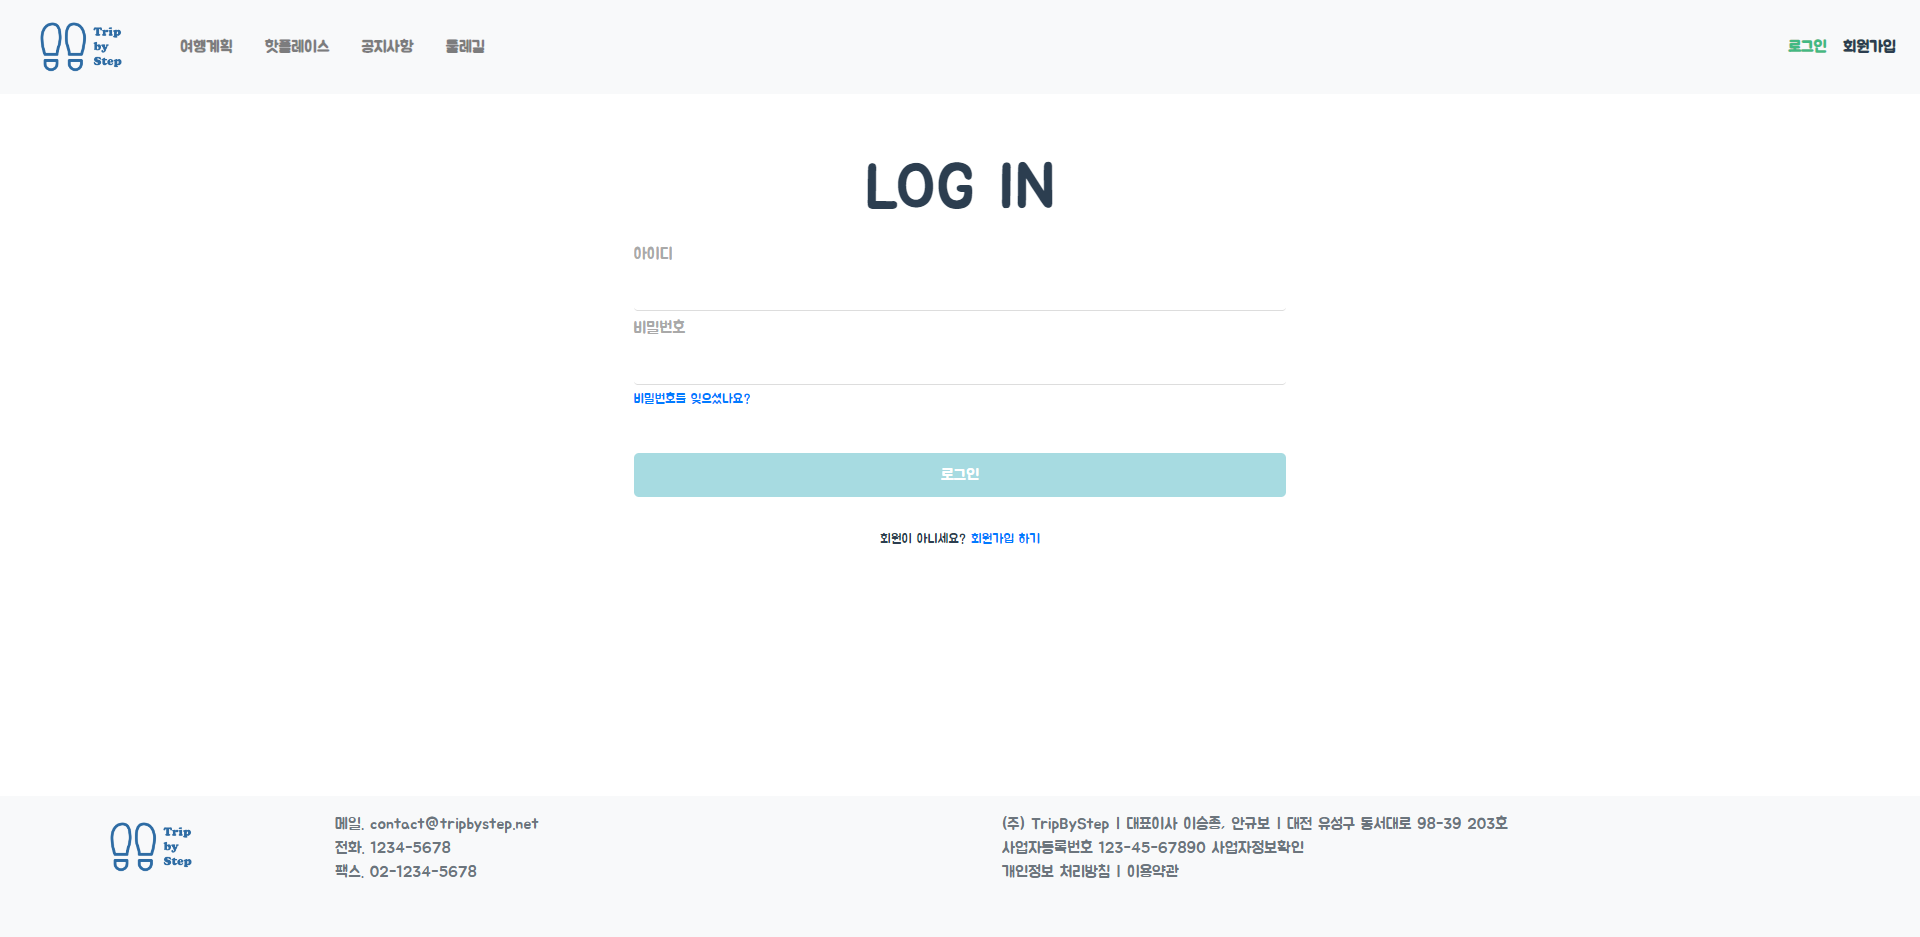 Trip
by
Step
여행계획 핫플레이스 공지사항 둘레길
로그인 회원가입
LOG IN
아이디
비밀번호
비밀번호를 잊으셨나요?
로그인
회원이 아니세요? 회원가입 하기
Trip
by
Step
메일. contact@tripbystep.net
전화. 1234-5678
팩스. 02-1234-5678
(주) TripByStep | 대표이사 이승종, 안규보 | 대전 유성구 동서대로 98-39 203호
사업자등록번호 123-45-67890 사업자정보확인
개인정보 처리방침 | 이용약관